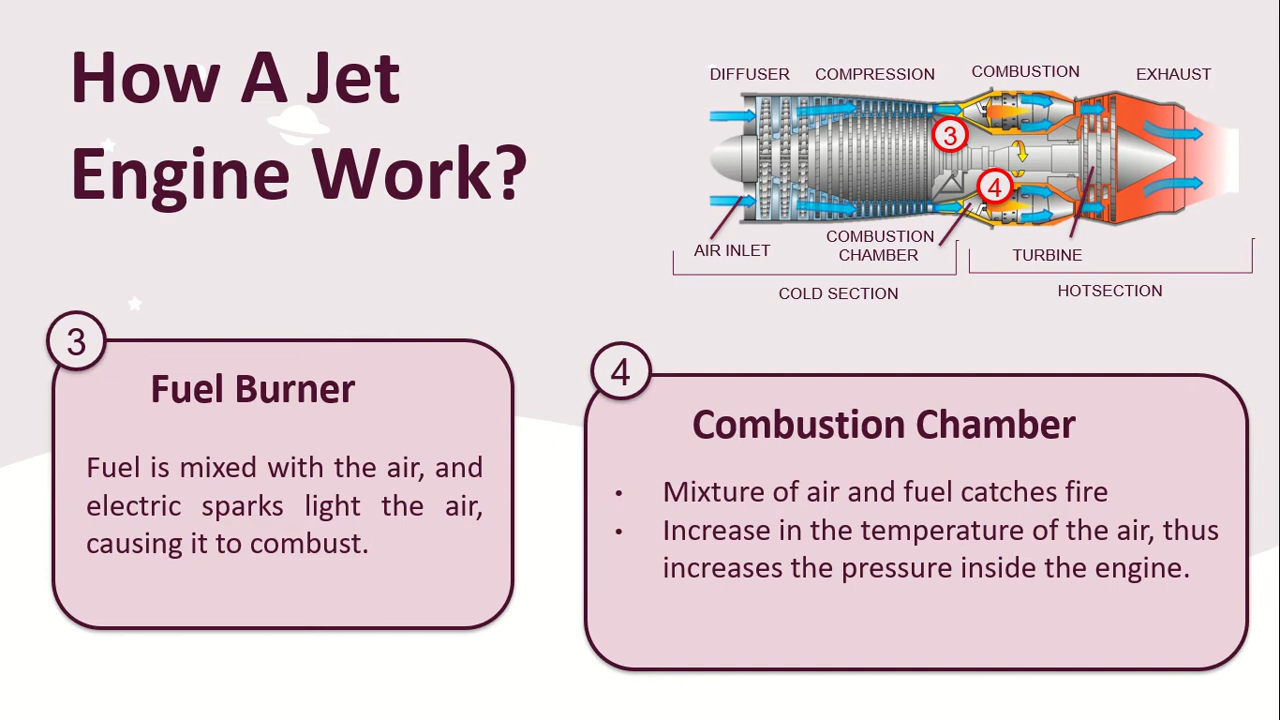 How A Jet
Engine Work?
DIFFUSER COMPRESSION COMBUSTION EXHAUST
3
4
AIR INLET
COMBUSTION
CHAMBER
TURBINE
COLD SECTION
HOTSECTION
3
Fuel Burner
Fuel is mixed with the air, and
electric sparks light the air,
causing it to combust.
4
Combustion Chamber
• Mixture of air and fuel catches fire
• Increase in the temperature of the air, thus
increases the pressure inside the engine.